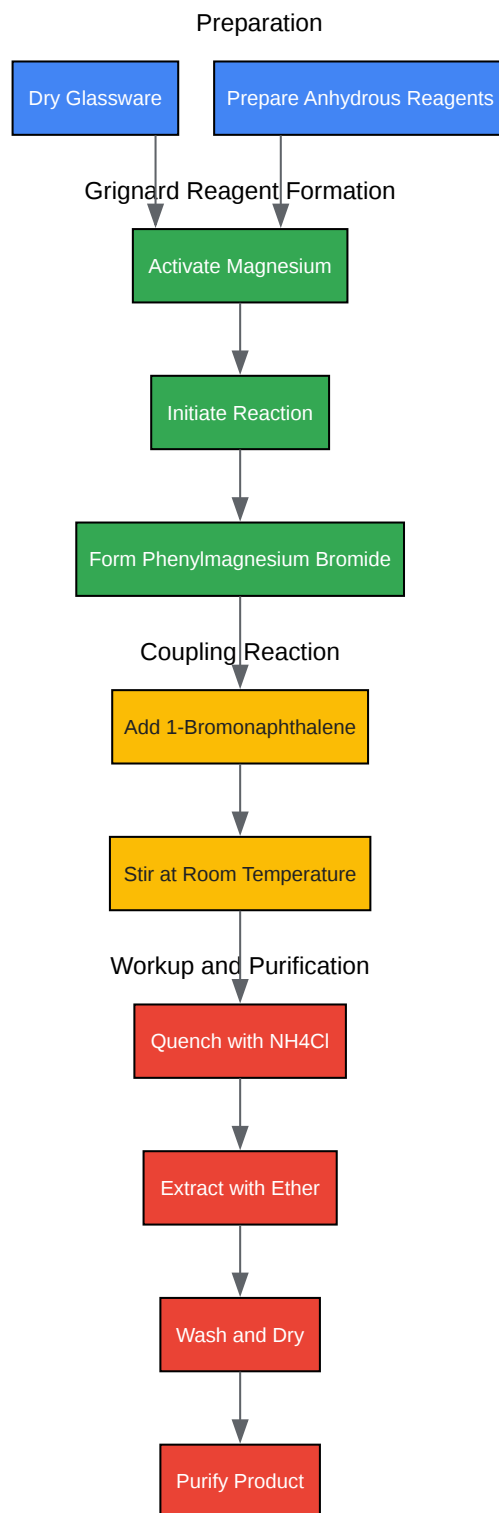 Preparation
Dry Glassware
Prepare Anhydrous Reagents
Grignard Reagent Formation
Activate Magnesium
Initiate Reaction
Form Phenylmagnesium Bromide
Coupling Reaction
Add 1-Bromonaphthalene
Stir at Room Temperature
Workup and Purification
Quench with NH4Cl
Extract with Ether
Wash and Dry
Purify Product